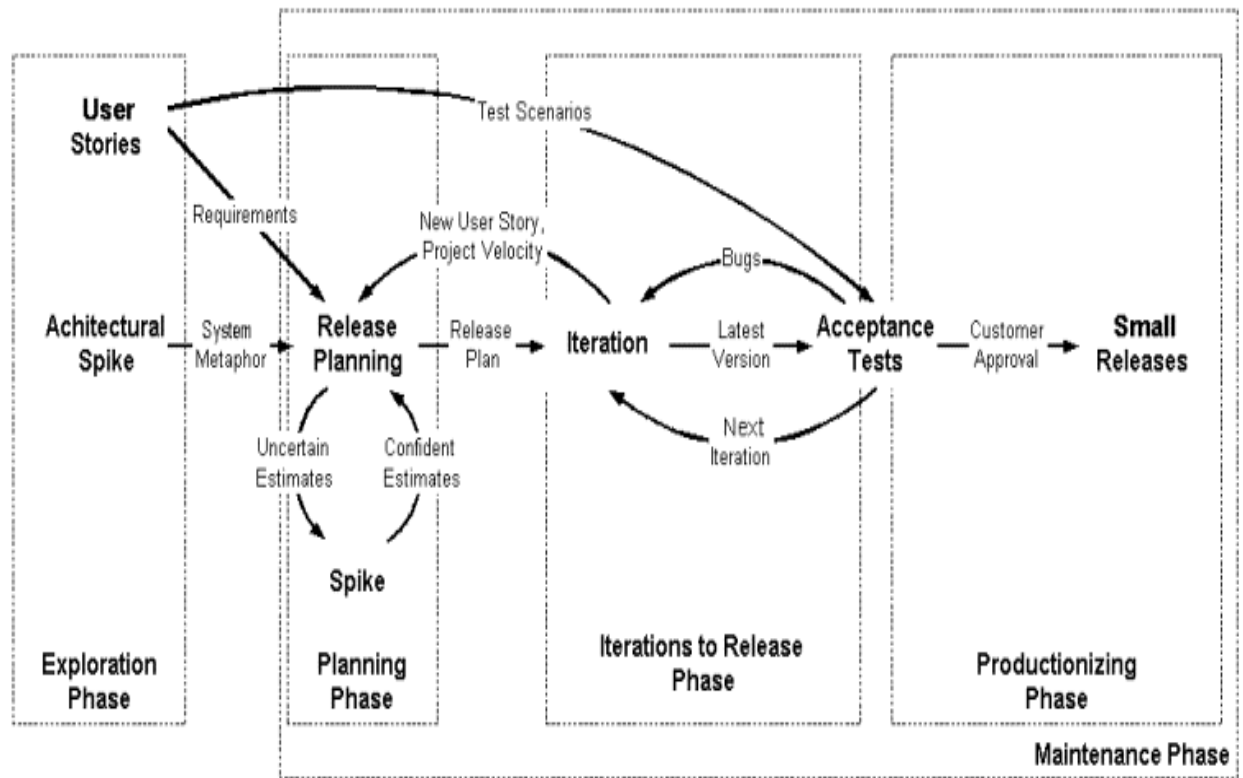 User
Stories
Test Scenarios
Requirements
New User Story,
Project Velocity
Bugs
Achitectural
Spike
System
Metaphor
Release
Planning
Release
Plan
Iteration
Latest
Version
Acceptance
Tests
Customer
Approval
Small
Releases
Uncertain
Estimates
Confident
Estimates
Next
Iteration
Spike
Exploration
Phase
Planning
Phase
Iterations to Release
Phase
Productionizing
Phase
Maintenance Phase